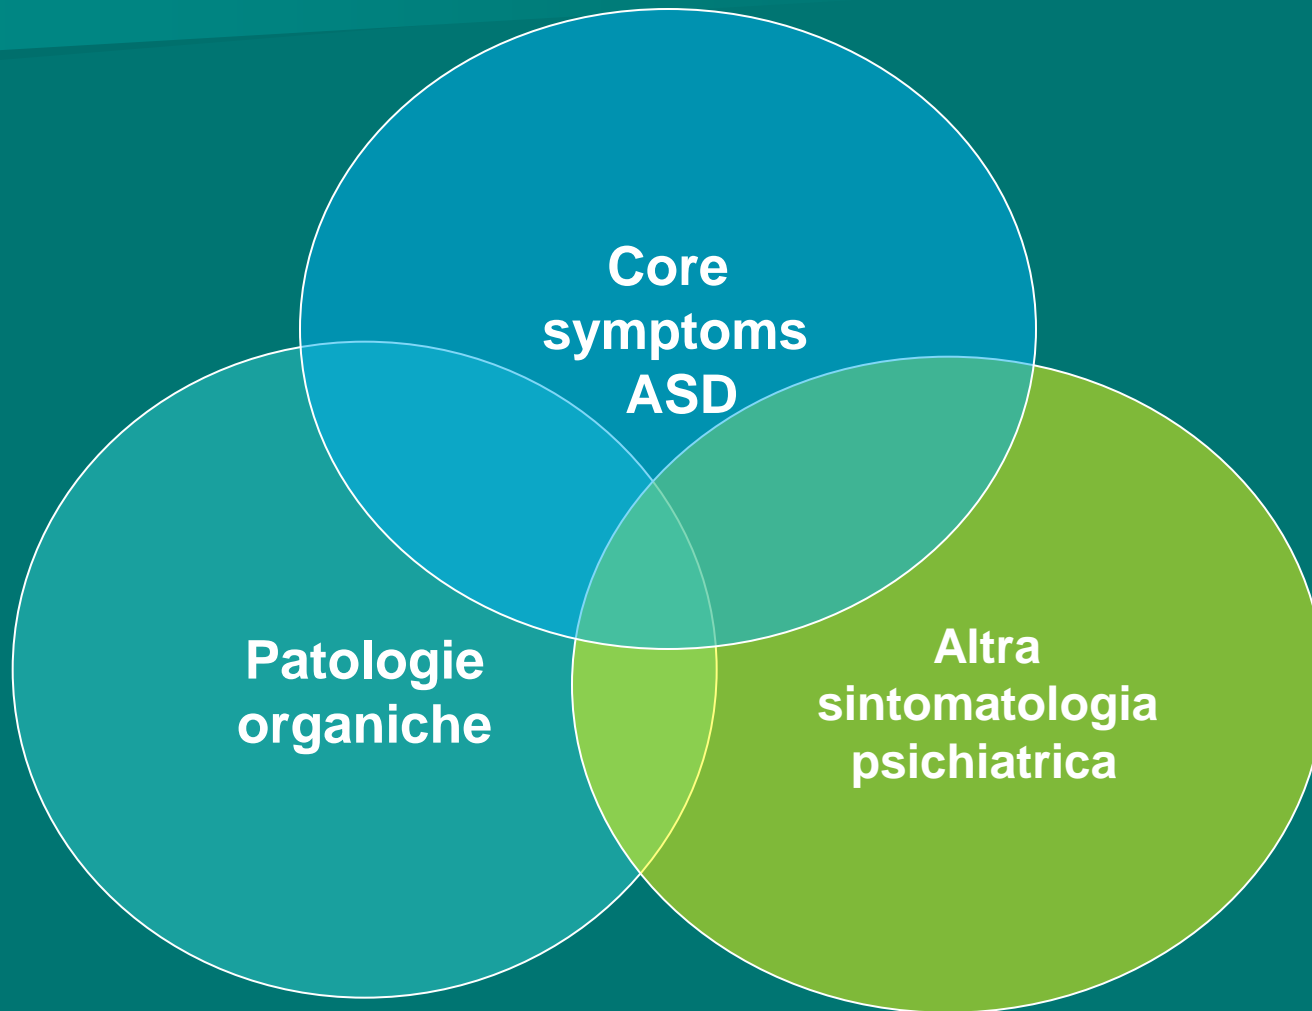 Core
symptoms
ASD
Patologie
organiche
Altra
sintomatologia
psichiatrica